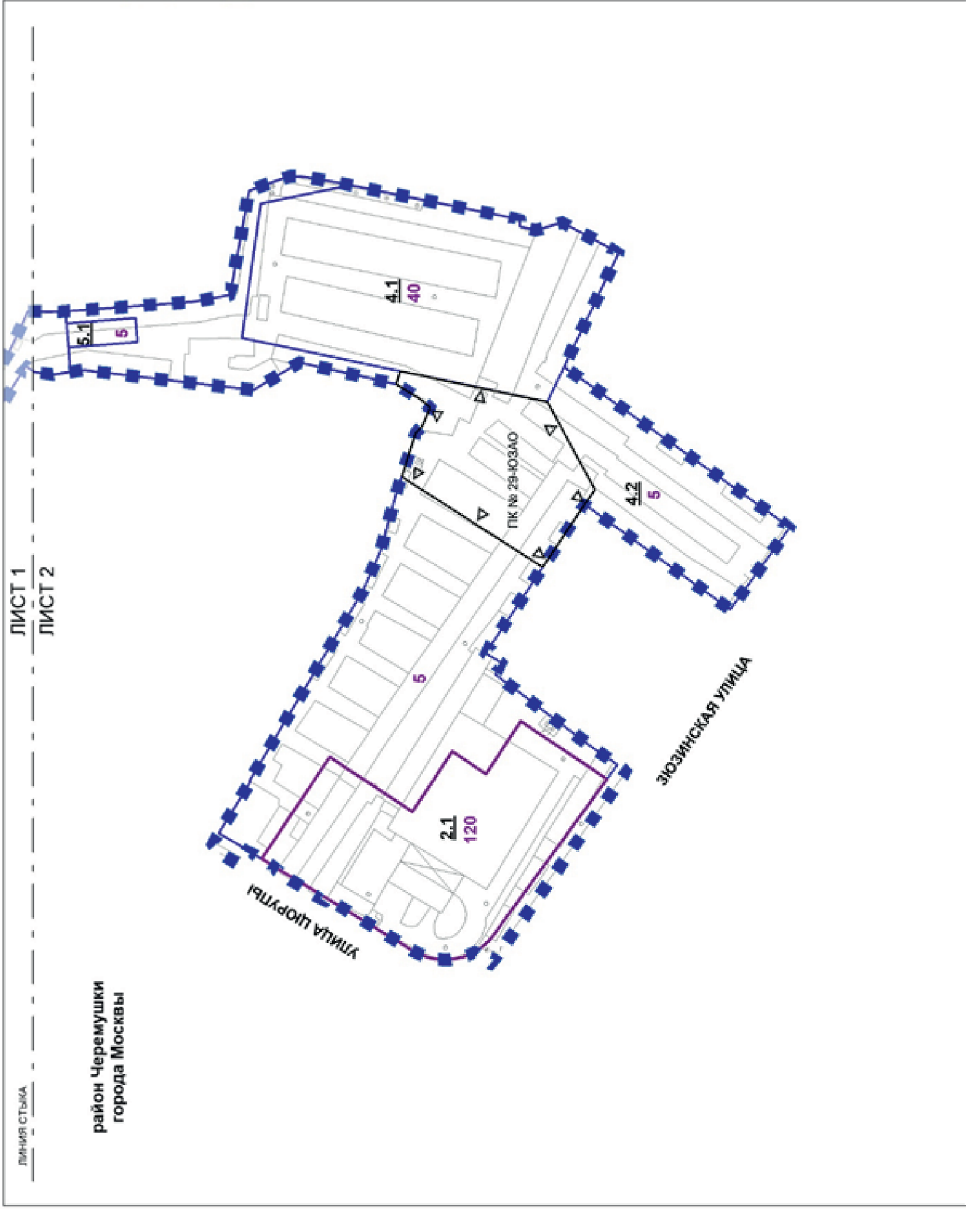 ЛИНИЯ СТЫКА
ЛИСТ 1
ЛИСТ 2
район Черемушки
города Москвы
5.1
5
4.1
40
ПК № 29-ЮЗАО
4.2
5
5
2.1
120
УЛИЦА ЦЮРУПЫ
ЗЮЗИНСКАЯ УЛИЦА